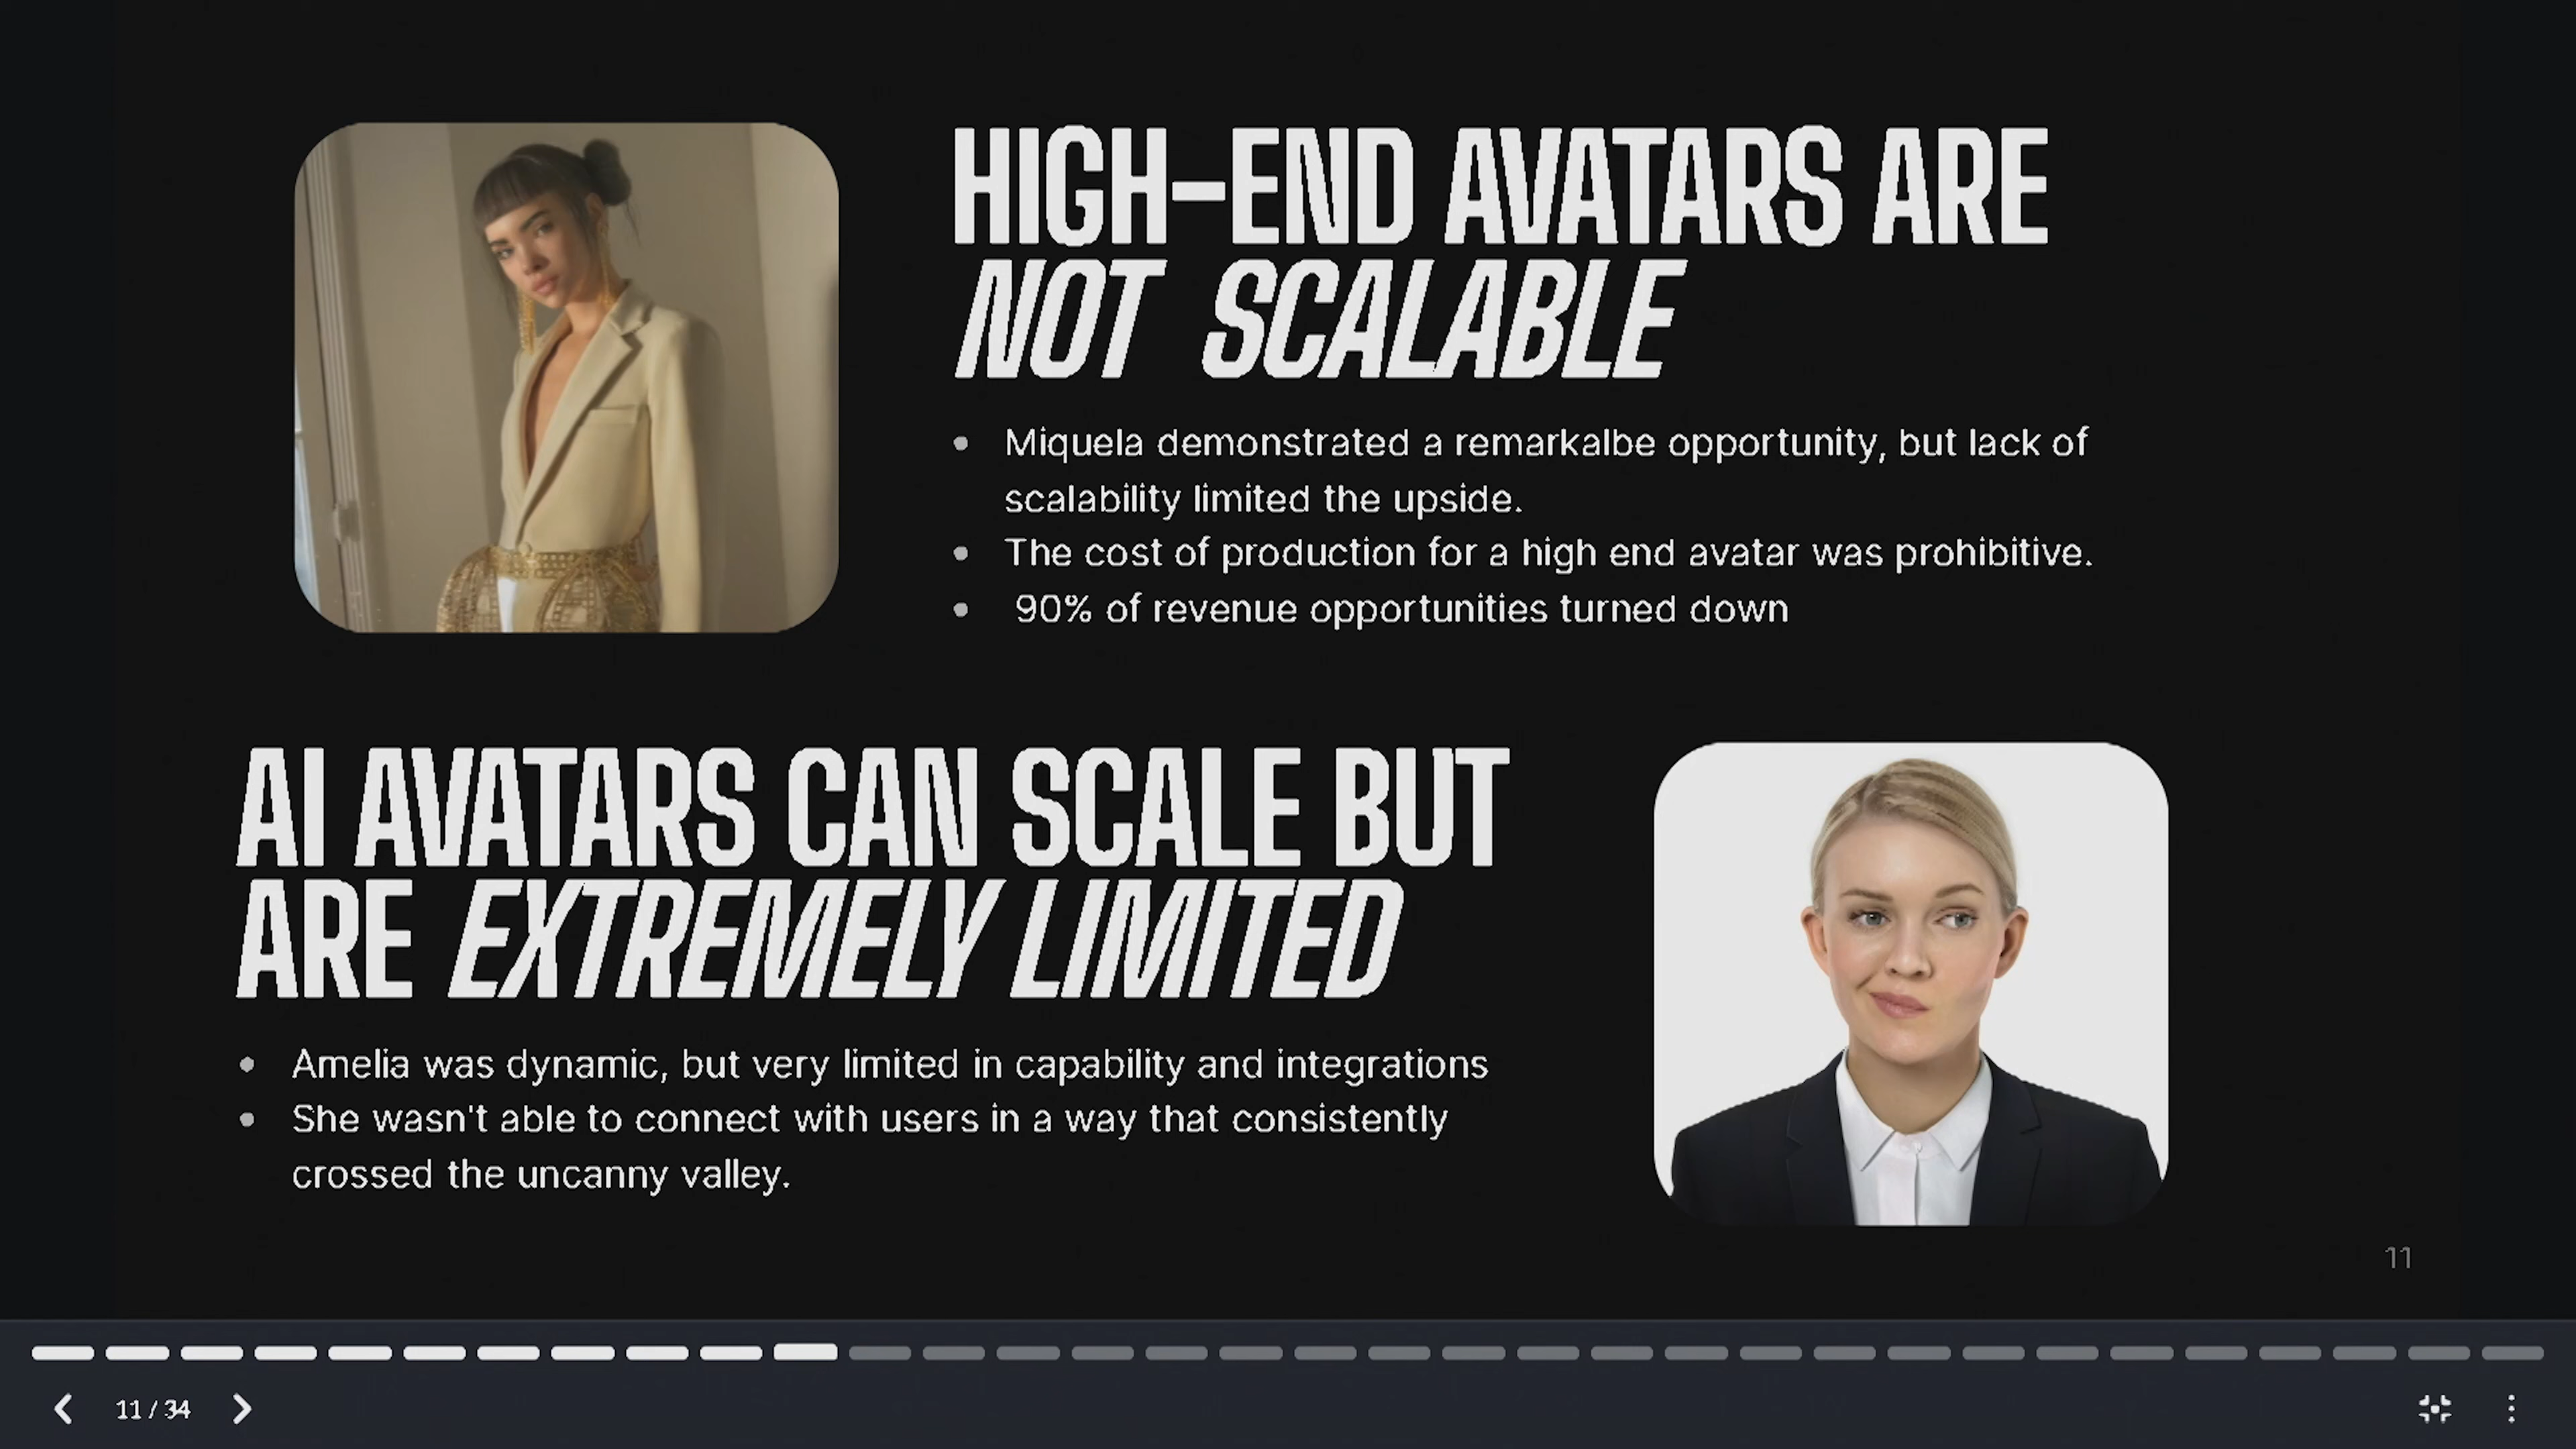 HIGH-END AVATARS ARE
NOT SCALABLE
• Miquela demonstrated a remarkalbe opportunity, but lack of
scalability limited the upside.
• The cost of production for a high end avatar was prohibitive.
• 90% of revenue opportunities turned down
AI AVATARS CAN SCALE BUT
ARE EXTREMELY LIMITED
• Amelia was dynamic, but very limited in capability and integrations
• She wasn't able to connect with users in a way that consistently
crossed the uncanny valley.
11
11 / 34